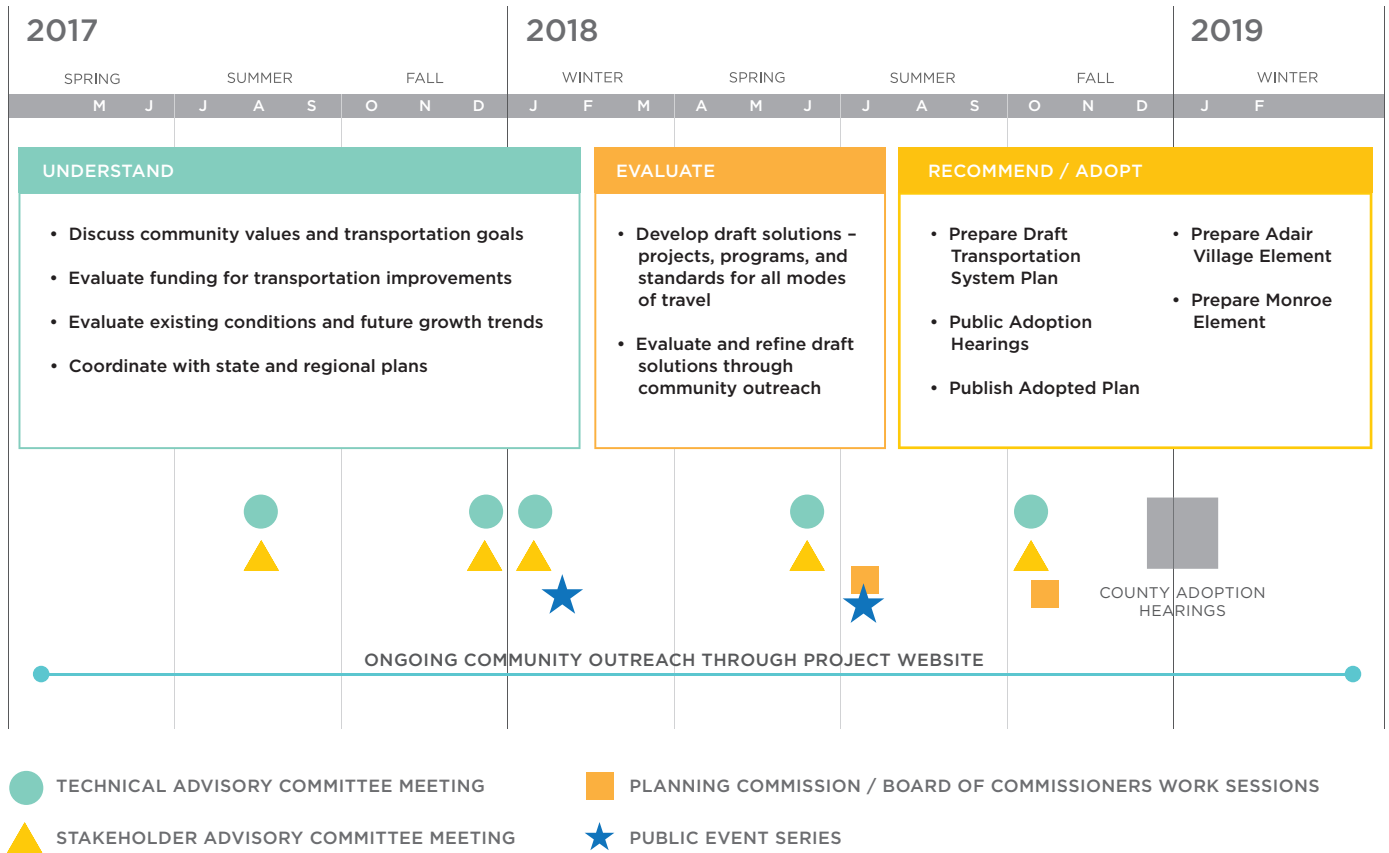 2017
2018
2019
SPRING SUMMER FALL WINTER SPRING SUMMER FALL WINTER
M J J A S O N D J F M A M J J A S O N D J F
UNDERSTAND
• Discuss community values and transportation goals
• Evaluate funding for transportation improvements
• Evaluate existing conditions and future growth trends
• Coordinate with state and regional plans
EVALUATE
• Develop draft solutions –
projects, programs, and
standards for all modes
of travel
• Evaluate and refine draft
solutions through
community outreach
RECOMMEND / ADOPT
• Prepare Draft
Transportation
System Plan
• Public Adoption
Hearings
• Publish Adopted Plan
• Prepare Adair
Village Element
• Prepare Monroe
Element
COUNTY ADOPTION
HEARINGS
ONGOING COMMUNITY OUTREACH THROUGH PROJECT WEBSITE
TECHNICAL ADVISORY COMMITTEE MEETING
STAKEHOLDER ADVISORY COMMITTEE MEETING
PLANNING COMMISSION / BOARD OF COMMISSIONERS WORK SESSIONS
PUBLIC EVENT SERIES